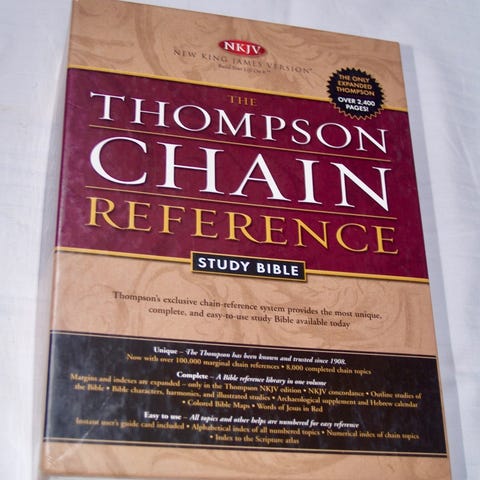 NKJV
NEW KING JAMES VERSION®
Build Your Life On It™
THE ONLY
EXPANDED
THOMPSON
OVER 2,400
PAGES!
THE
THOMPSON
CHAIN
REFERENCE
STUDY BIBLE
Thompson's exclusive chain-reference system provides the most unique,
complete, and easy-to-use study Bible available today
Unique – The Thompson has been known and trusted since 1908.
Now with over 100,000 marginal chain references • 8,000 completed chain topics
Complete – A Bible reference library in one volume
Margins and indexes are expanded – only in the Thompson NKJV edition • NKJV concordance • Outline studies
of the Bible • Bible characters, harmonies, and illustrated studies • Archaeological supplement and Hebrew calendar
• Colored Bible Maps • Words of Jesus in Red
Easy to use – All topics and other helps are numbered for easy reference
Instant user's guide card included • Alphabetical index of all numbered topics • Numerical index of chain topics
• Index to the Scripture atlas